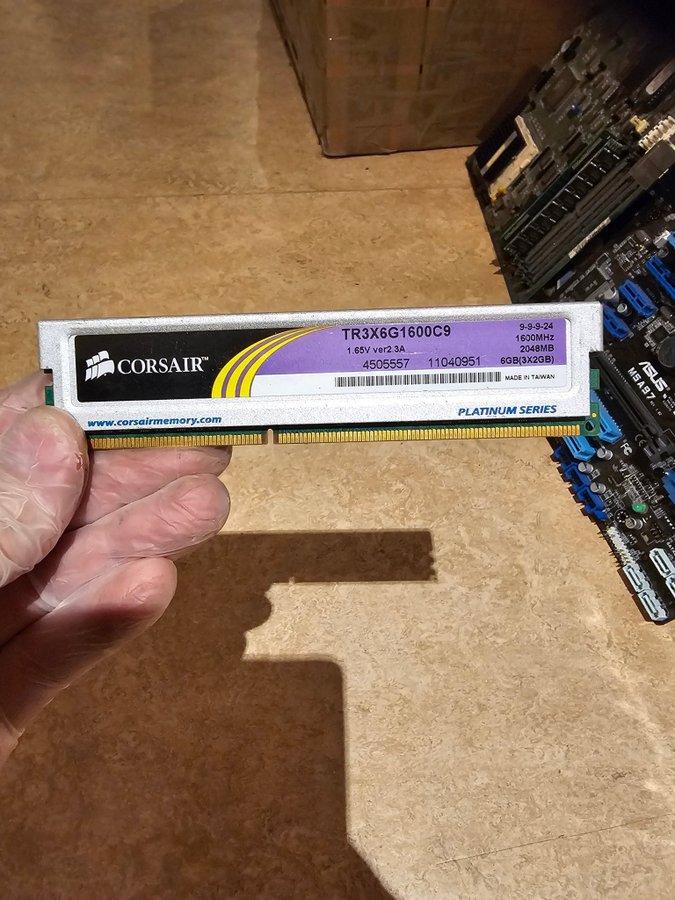 CORSAIR™
TR3X6G1600C9
1.65V ver2.3A
4505557 11040951
9-9-9-24
1600MHz
2048MB
6GB(3X2GB)
MADE IN TAIWAN
www.corsairmemory.com
PLATINUM SERIES
ASUS
M5A97